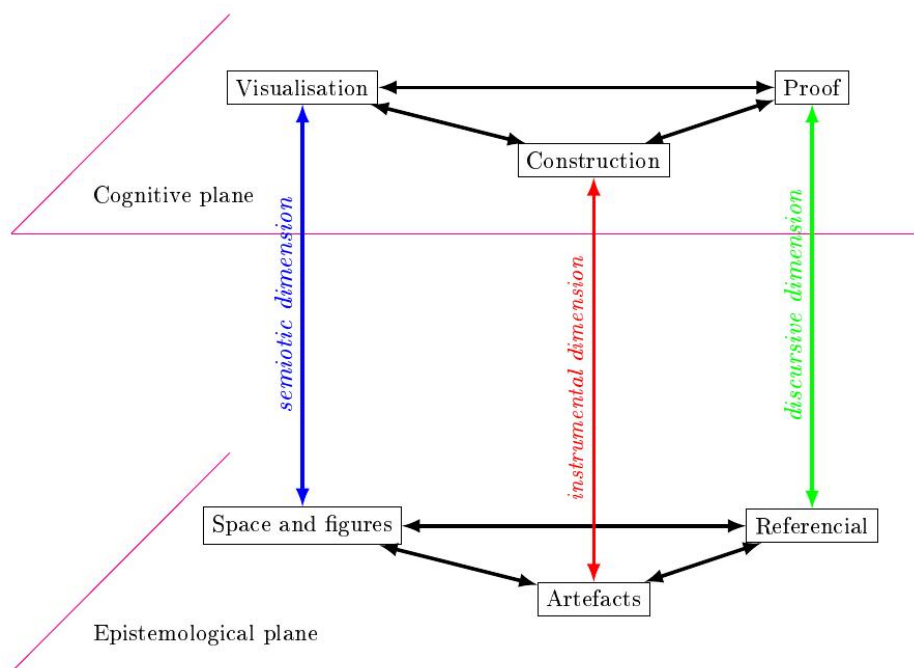 Visualisation
Proof
Construction
Cognitive plane
semiotic dimension
instrumental dimension
discursive dimension
Space and figures
Referencial
Artefacts
Epistemological plane